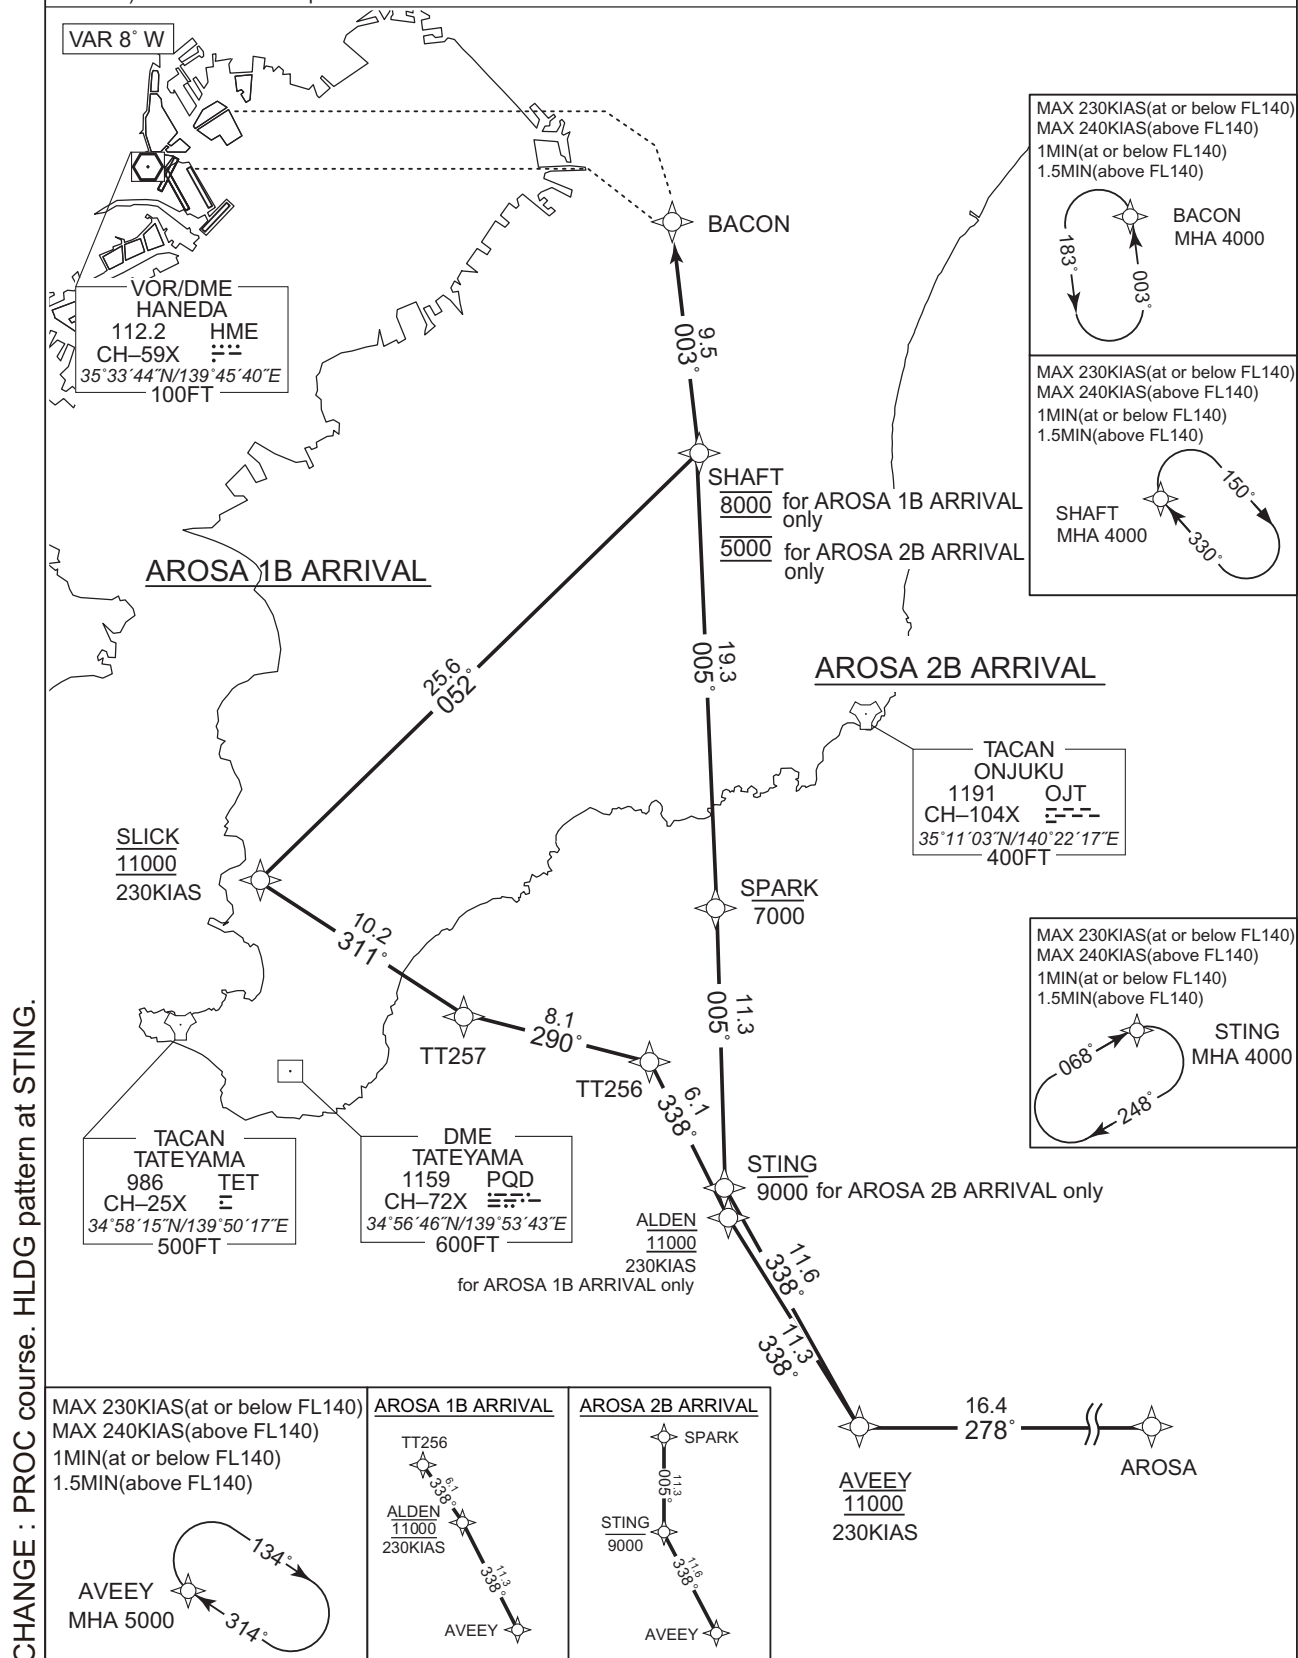 VAR 8° W
MAX 230KIAS(at or below FL140)
MAX 240KIAS(above FL140)
1MIN(at or below FL140)
1.5MIN(above FL140)
BACON
MHA 4000
183°
003°
BACON
VOR/DME
HANEDA
112.2 HME
CH–59X
35°33´44˝N/139°45´40˝E
100FT
9.5
003°
MAX 230KIAS(at or below FL140)
MAX 240KIAS(above FL140)
1MIN(at or below FL140)
1.5MIN(above FL140)
SHAFT
MHA 4000
150°
330°
SHAFT
8000 for AROSA 1B ARRIVAL
only
5000 for AROSA 2B ARRIVAL
only
AROSA 1B ARRIVAL
19.3
005°
AROSA 2B ARRIVAL
25.6
052°
TACAN
ONJUKU
1191 OJT
CH–104X
35°11´03˝N/140°22´17˝E
400FT
SLICK
11000
230KIAS
SPARK
7000
10.2
311°
MAX 230KIAS(at or below FL140)
MAX 240KIAS(above FL140)
1MIN(at or below FL140)
1.5MIN(above FL140)
STING
MHA 4000
068°
248°
11.3
005°
8.1
290°
TT257
TT256
6.1
338°
TACAN
TATEYAMA
986 TET
CH–25X
34°58´15˝N/139°50´17˝E
500FT
DME
TATEYAMA
1159 PQD
CH–72X
34°56´46˝N/139°53´43˝E
600FT
STING
9000 for AROSA 2B ARRIVAL only
ALDEN
11000
230KIAS
for AROSA 1B ARRIVAL only
11.6
338°
11.3
338°
16.4
278°
AROSA
AVEEY
11000
230KIAS
MAX 230KIAS(at or below FL140)
MAX 240KIAS(above FL140)
1MIN(at or below FL140)
1.5MIN(above FL140)
134°
AVEEY
MHA 5000
314°
AROSA 1B ARRIVAL
TT256
6.1
338°
ALDEN
11000
230KIAS
11.3
338°
AVEEY
AROSA 2B ARRIVAL
SPARK
11.3
005°
STING
9000
11.6
338°
AVEEY
CHANGE : PROC course. HLDG pattern at STING.